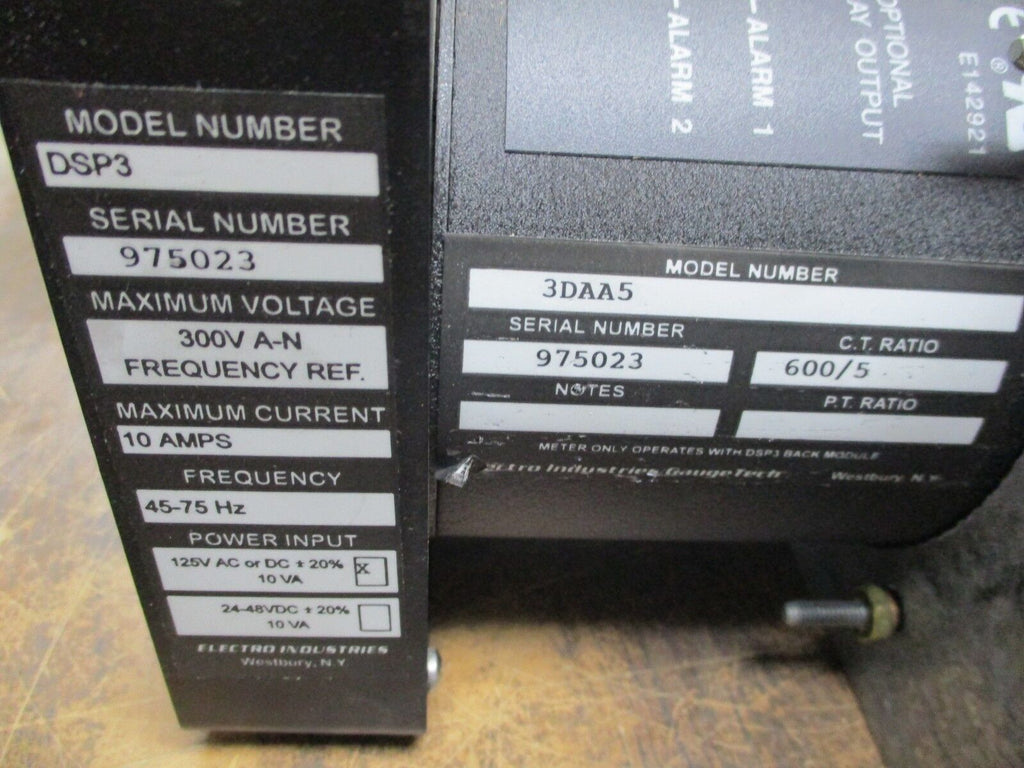 MODEL NUMBER
DSP3
SERIAL NUMBER
975023
MAXIMUM VOLTAGE
300V A-N
FREQUENCY REF.
MAXIMUM CURRENT
10 AMPS
FREQUENCY
45-75 Hz
POWER INPUT
125V AC or DC ± 20%
10 VA
X
24-48VDC ± 20%
10 VA
ELECTRO INDUSTRIES
Westbury, N.Y.
OUTPUT
ALARM 1
ALARM 2
E142921
®
CE
MODEL NUMBER
3DAA5
SERIAL NUMBER
975023
C.T. RATIO
600/5
NOTES
P.T. RATIO
METER ONLY OPERATES WITH DSP3 BACK MODULE
Industries GaugeTech
Westbury, N.Y.